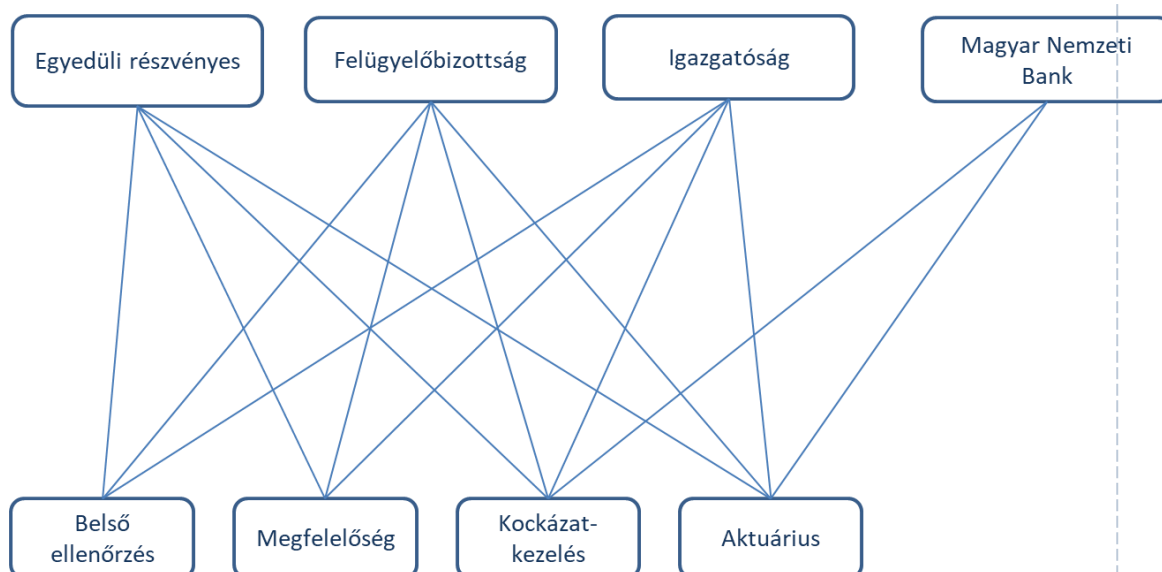 Egyedüli részvényes
Felügyelőbizottság
Igazgatóság
Magyar Nemzeti
Bank
Belső
ellenőrzés
Megfelelőség
Kockázat-
kezelés
Aktuárius